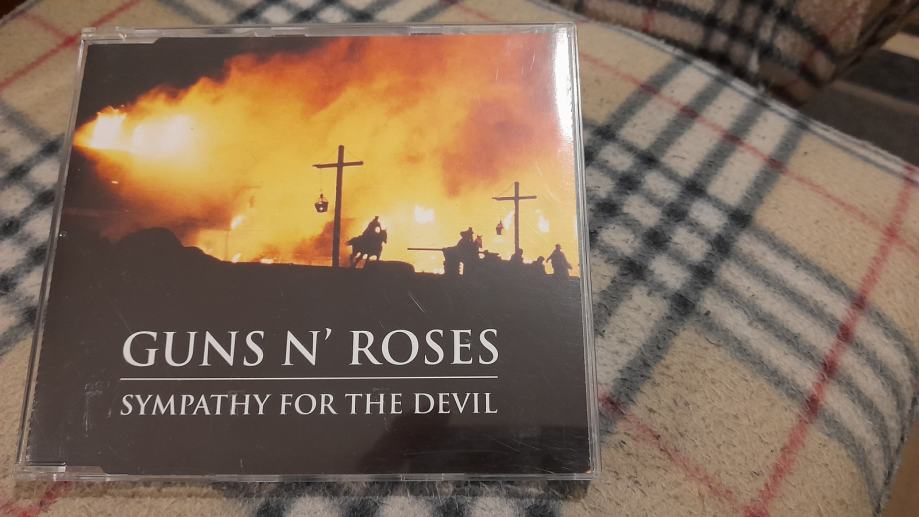 GUNS N' ROSES
SYMPATHY FOR THE DEVIL